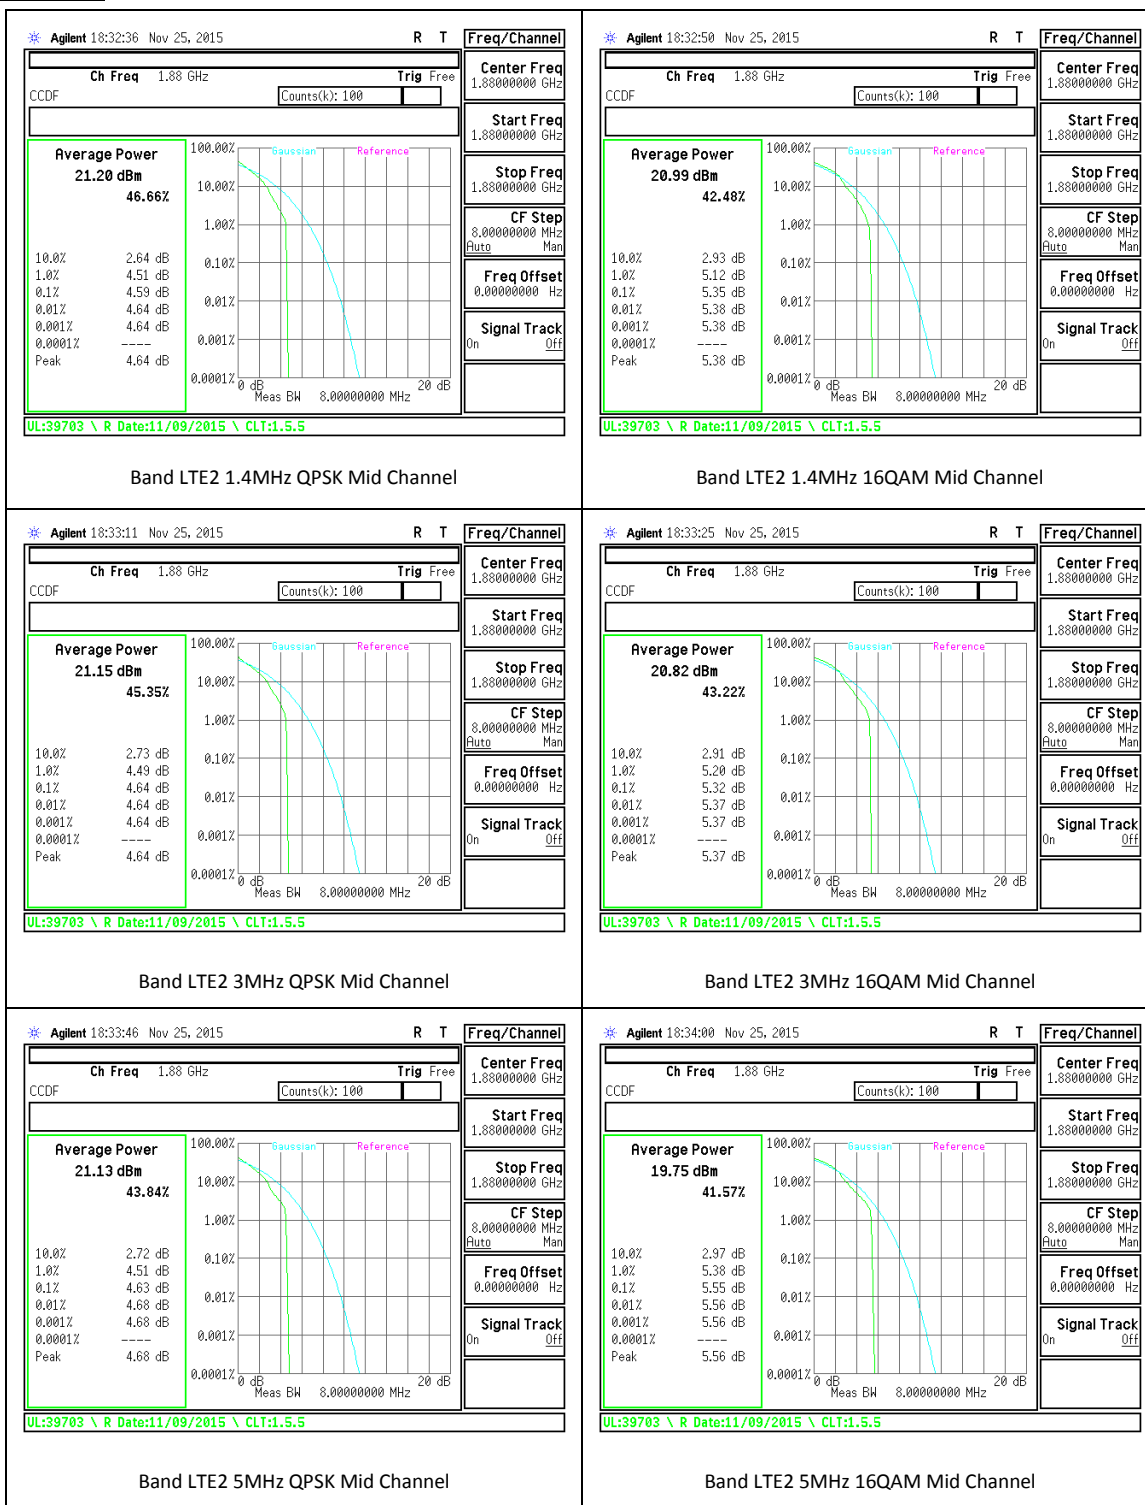 Agilent 18:32:36 Nov 25, 2015 R T Freq/Channel
Ch Freq 1.88 GHz Trig Free
CCDF Counts(k): 100
Average Power
21.20 dBm
46.66%
10.0% 2.64 dB
1.0% 4.51 dB
0.1% 4.59 dB
0.01% 4.64 dB
0.001% 4.64 dB
0.0001% ----
Peak 4.64 dB
Gaussian Reference
100.00%
10.00%
1.00%
0.10%
0.01%
0.001%
0.0001%
0 dB 20 dB
Meas BW 8.00000000 MHz
Center Freq
1.88000000 GHz
Start Freq
1.88000000 GHz
Stop Freq
1.88000000 GHz
CF Step
8.00000000 MHz
Auto Man
Freq Offset
0.00000000 Hz
Signal Track
On Off
UL:39703 \ R Date:11/09/2015 \ CLT:1.5.5
Band LTE2 1.4MHz QPSK Mid Channel
Agilent 18:32:50 Nov 25, 2015 R T Freq/Channel
Ch Freq 1.88 GHz Trig Free
CCDF Counts(k): 100
Average Power
20.99 dBm
42.48%
10.0% 2.93 dB
1.0% 5.12 dB
0.1% 5.35 dB
0.01% 5.38 dB
0.001% 5.38 dB
0.0001% ----
Peak 5.38 dB
Gaussian Reference
100.00%
10.00%
1.00%
0.10%
0.01%
0.001%
0.0001%
0 dB 20 dB
Meas BW 8.00000000 MHz
Center Freq
1.88000000 GHz
Start Freq
1.88000000 GHz
Stop Freq
1.88000000 GHz
CF Step
8.00000000 MHz
Auto Man
Freq Offset
0.00000000 Hz
Signal Track
On Off
UL:39703 \ R Date:11/09/2015 \ CLT:1.5.5
Band LTE2 1.4MHz 16QAM Mid Channel
Agilent 18:33:11 Nov 25, 2015 R T Freq/Channel
Ch Freq 1.88 GHz Trig Free
CCDF Counts(k): 100
Average Power
21.15 dBm
45.35%
10.0% 2.73 dB
1.0% 4.49 dB
0.1% 4.64 dB
0.01% 4.64 dB
0.001% 4.64 dB
0.0001% ----
Peak 4.64 dB
Gaussian Reference
100.00%
10.00%
1.00%
0.10%
0.01%
0.001%
0.0001%
0 dB 20 dB
Meas BW 8.00000000 MHz
Center Freq
1.88000000 GHz
Start Freq
1.88000000 GHz
Stop Freq
1.88000000 GHz
CF Step
8.00000000 MHz
Auto Man
Freq Offset
0.00000000 Hz
Signal Track
On Off
UL:39703 \ R Date:11/09/2015 \ CLT:1.5.5
Band LTE2 3MHz QPSK Mid Channel
Agilent 18:33:25 Nov 25, 2015 R T Freq/Channel
Ch Freq 1.88 GHz Trig Free
CCDF Counts(k): 100
Average Power
20.82 dBm
43.22%
10.0% 2.91 dB
1.0% 5.20 dB
0.1% 5.32 dB
0.01% 5.37 dB
0.001% 5.37 dB
0.0001% ----
Peak 5.37 dB
Gaussian Reference
100.00%
10.00%
1.00%
0.10%
0.01%
0.001%
0.0001%
0 dB 20 dB
Meas BW 8.00000000 MHz
Center Freq
1.88000000 GHz
Start Freq
1.88000000 GHz
Stop Freq
1.88000000 GHz
CF Step
8.00000000 MHz
Auto Man
Freq Offset
0.00000000 Hz
Signal Track
On Off
UL:39703 \ R Date:11/09/2015 \ CLT:1.5.5
Band LTE2 3MHz 16QAM Mid Channel
Agilent 18:33:46 Nov 25, 2015 R T Freq/Channel
Ch Freq 1.88 GHz Trig Free
CCDF Counts(k): 100
Average Power
21.13 dBm
43.84%
10.0% 2.72 dB
1.0% 4.51 dB
0.1% 4.63 dB
0.01% 4.68 dB
0.001% 4.68 dB
0.0001% ----
Peak 4.68 dB
Gaussian Reference
100.00%
10.00%
1.00%
0.10%
0.01%
0.001%
0.0001%
0 dB 20 dB
Meas BW 8.00000000 MHz
Center Freq
1.88000000 GHz
Start Freq
1.88000000 GHz
Stop Freq
1.88000000 GHz
CF Step
8.00000000 MHz
Auto Man
Freq Offset
0.00000000 Hz
Signal Track
On Off
UL:39703 \ R Date:11/09/2015 \ CLT:1.5.5
Band LTE2 5MHz QPSK Mid Channel
Agilent 18:34:00 Nov 25, 2015 R T Freq/Channel
Ch Freq 1.88 GHz Trig Free
CCDF Counts(k): 100
Average Power
19.75 dBm
41.57%
10.0% 2.97 dB
1.0% 5.38 dB
0.1% 5.55 dB
0.01% 5.56 dB
0.001% 5.56 dB
0.0001% ----
Peak 5.56 dB
Gaussian Reference
100.00%
10.00%
1.00%
0.10%
0.01%
0.001%
0.0001%
0 dB 20 dB
Meas BW 8.00000000 MHz
Center Freq
1.88000000 GHz
Start Freq
1.88000000 GHz
Stop Freq
1.88000000 GHz
CF Step
8.00000000 MHz
Auto Man
Freq Offset
0.00000000 Hz
Signal Track
On Off
UL:39703 \ R Date:11/09/2015 \ CLT:1.5.5
Band LTE2 5MHz 16QAM Mid Channel